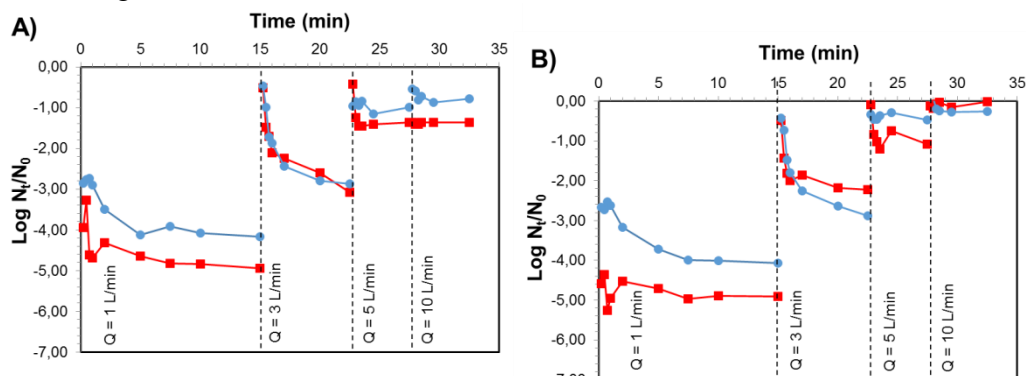 A)
Time (min)
0 5 10 15 20 25 30 35
0,00
-1,00
-2,00
-3,00
-4,00
-5,00
-6,00
-7,00
Log Nt/N0
Q = 1 L/min
Q = 3 L/min
Q = 5 L/min
Q = 10 L/min
B)
Time (min)
0 5 10 15 20 25 30 35
0,00
-1,00
-2,00
-3,00
-4,00
-5,00
-6,00
Log Nt/N0
Q = 1 L/min
Q = 3 L/min
Q = 5 L/min
Q = 10 L/min